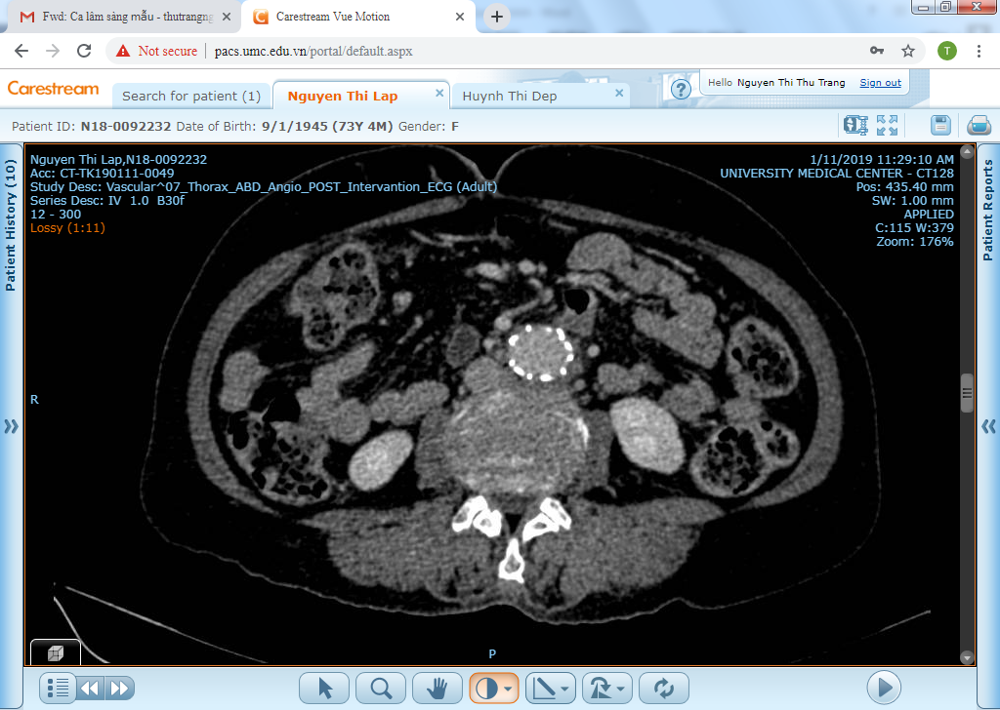 Fwd: Ca lâm sàng mẫu - thutrangng
Carestream Vue Motion
Not secure
pacs.umc.edu.vn/portal/default.aspx
T
Carestream
Search for patient (1)
Nguyen Thi Lap
Huynh Thi Dep
Hello Nguyen Thi Thu Trang
Sign out
Patient ID: N18-0092232 Date of Birth: 9/1/1945 (73Y 4M) Gender: F
Patient History (10)
Patient Reports
Nguyen Thi Lap,N18-0092232
Acc: CT-TK190111-0049
Study Desc: Vascular^07_Thorax_ABD_Angio_POST_Intervantion_ECG (Adult)
Series Desc: IV 1.0 B30f
12 - 300
Lossy (1:11)
1/11/2019 11:29:10 AM
UNIVERSITY MEDICAL CENTER - CT128
Pos: 435.40 mm
SW: 1.00 mm
APPLIED
C:115 W:379
Zoom: 176%
R
P